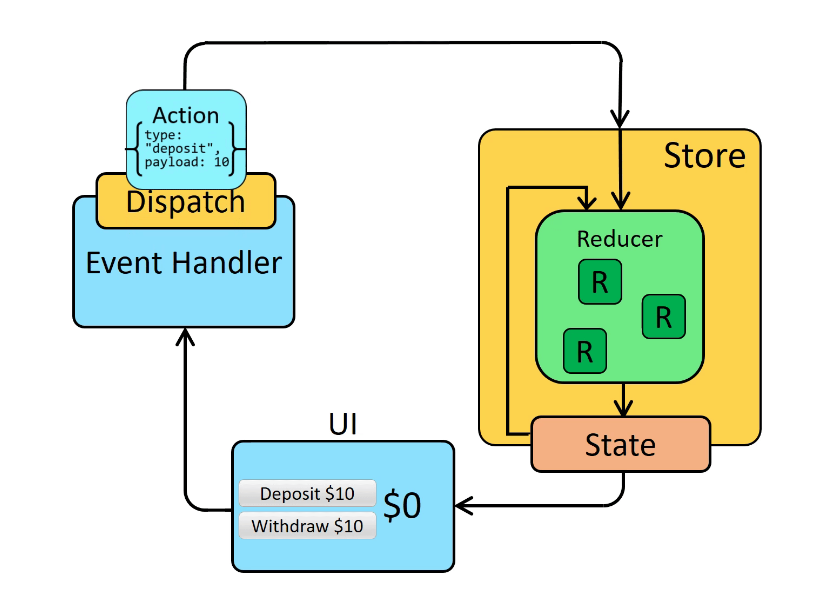 Action
type:
"deposit",
payload: 10
Dispatch
Event Handler
Store
Reducer
R
R
R
State
UI
Deposit $10
$0
Withdraw $10